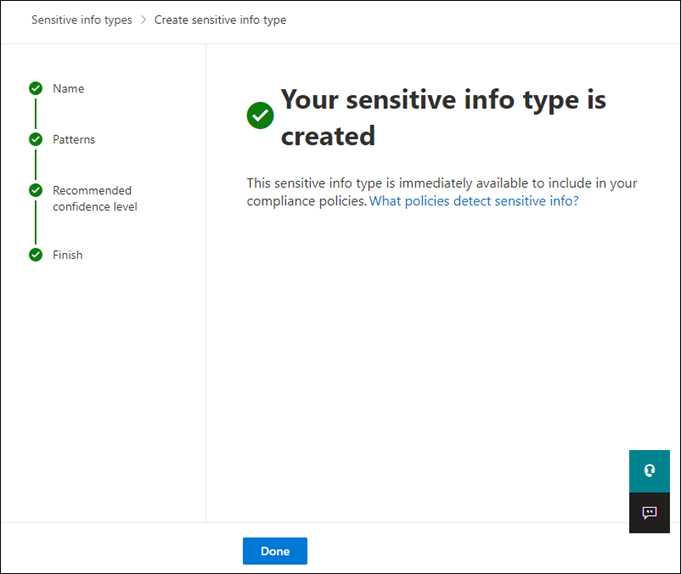 Sensitive info types > Create sensitive info type
Name
Patterns
Recommended
confidence level
Finish
Your sensitive info type is
created
This sensitive info type is immediately available to include in your
compliance policies. What policies detect sensitive info?
Done